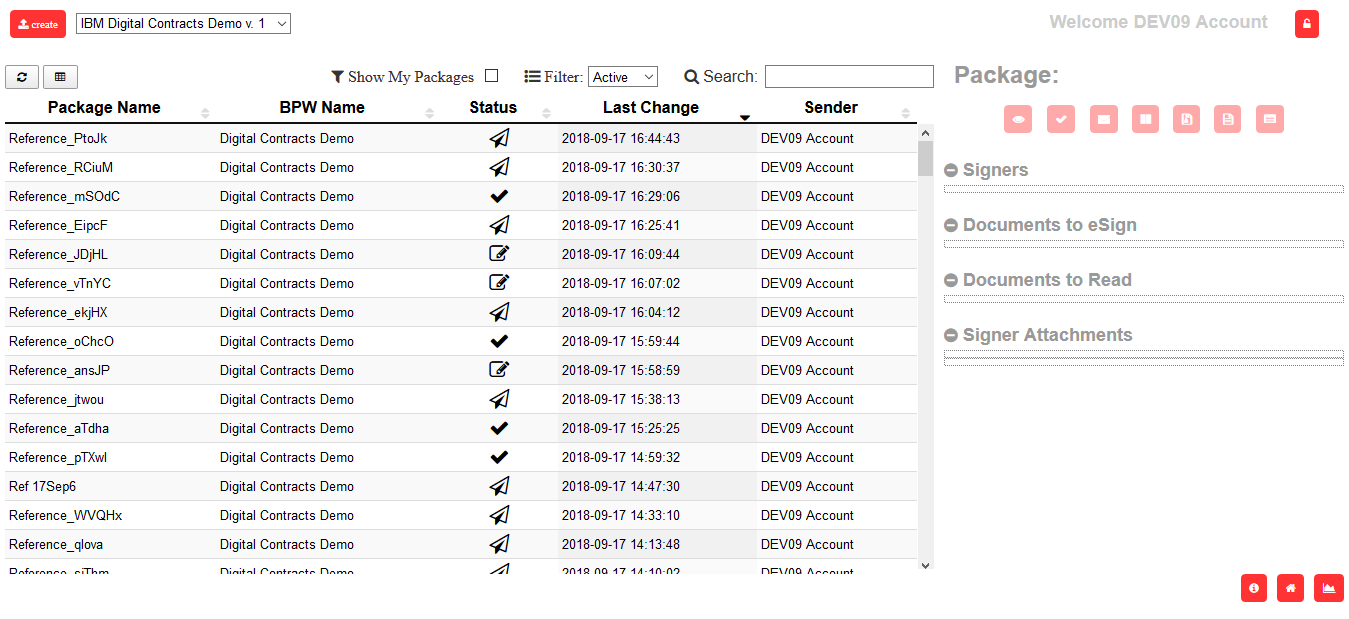 create IBM Digital Contracts Demo v. 1 Welcome DEV09 Account
Show My Packages Filter: Active Search:
Package:
Package Name BPW Name Status Last Change Sender
Reference_PtoJk Digital Contracts Demo 2018-09-17 16:44:43 DEV09 Account
Reference_RCiuM Digital Contracts Demo 2018-09-17 16:30:37 DEV09 Account
Reference_mSOdC Digital Contracts Demo 2018-09-17 16:29:06 DEV09 Account
Reference_EipcF Digital Contracts Demo 2018-09-17 16:25:41 DEV09 Account
Reference_JDjHL Digital Contracts Demo 2018-09-17 16:09:44 DEV09 Account
Reference_vTnYC Digital Contracts Demo 2018-09-17 16:07:02 DEV09 Account
Reference_ekjHX Digital Contracts Demo 2018-09-17 16:04:12 DEV09 Account
Reference_oChcO Digital Contracts Demo 2018-09-17 15:59:44 DEV09 Account
Reference_ansJP Digital Contracts Demo 2018-09-17 15:58:59 DEV09 Account
Reference_jtwou Digital Contracts Demo 2018-09-17 15:38:13 DEV09 Account
Reference_aTdha Digital Contracts Demo 2018-09-17 15:25:25 DEV09 Account
Reference_pTXwI Digital Contracts Demo 2018-09-17 14:59:32 DEV09 Account
Ref 17Sep6 Digital Contracts Demo 2018-09-17 14:47:30 DEV09 Account
Reference_WVQHx Digital Contracts Demo 2018-09-17 14:33:10 DEV09 Account
Reference_qlova Digital Contracts Demo 2018-09-17 14:13:48 DEV09 Account
Digital Contracts Demo 2018-09-17 14:10:02 DEV09 Account
Signers
Documents to eSign
Documents to Read
Signer Attachments